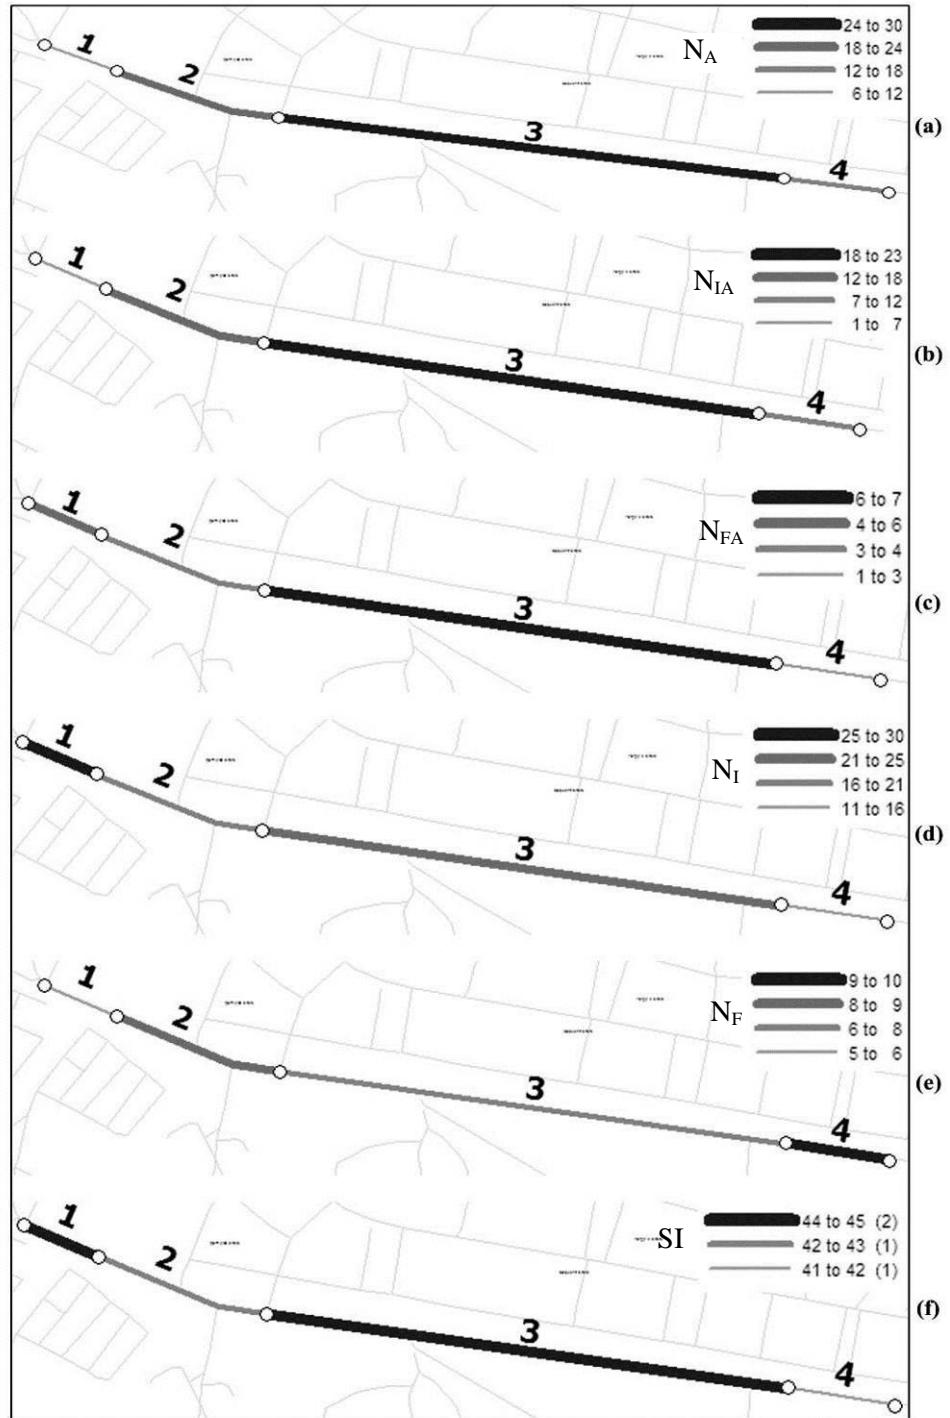 24 to 30
1
N_A
18 to 24
2
12 to 18
6 to 12
(a)
3
4
18 to 23
1
N_IA
12 to 18
2
7 to 12
1 to 7
(b)
3
4
6 to 7
1
4 to 6
2
N_FA
3 to 4
1 to 3
(c)
3
4
25 to 30
1
21 to 25
2
N_I
16 to 21
11 to 16
(d)
3
4
9 to 10
1
8 to 9
2
N_F
6 to 8
5 to 6
(e)
3
4
1
44 to 45 (2)
SI
42 to 43 (1)
2
41 to 42 (1)
(f)
3
4